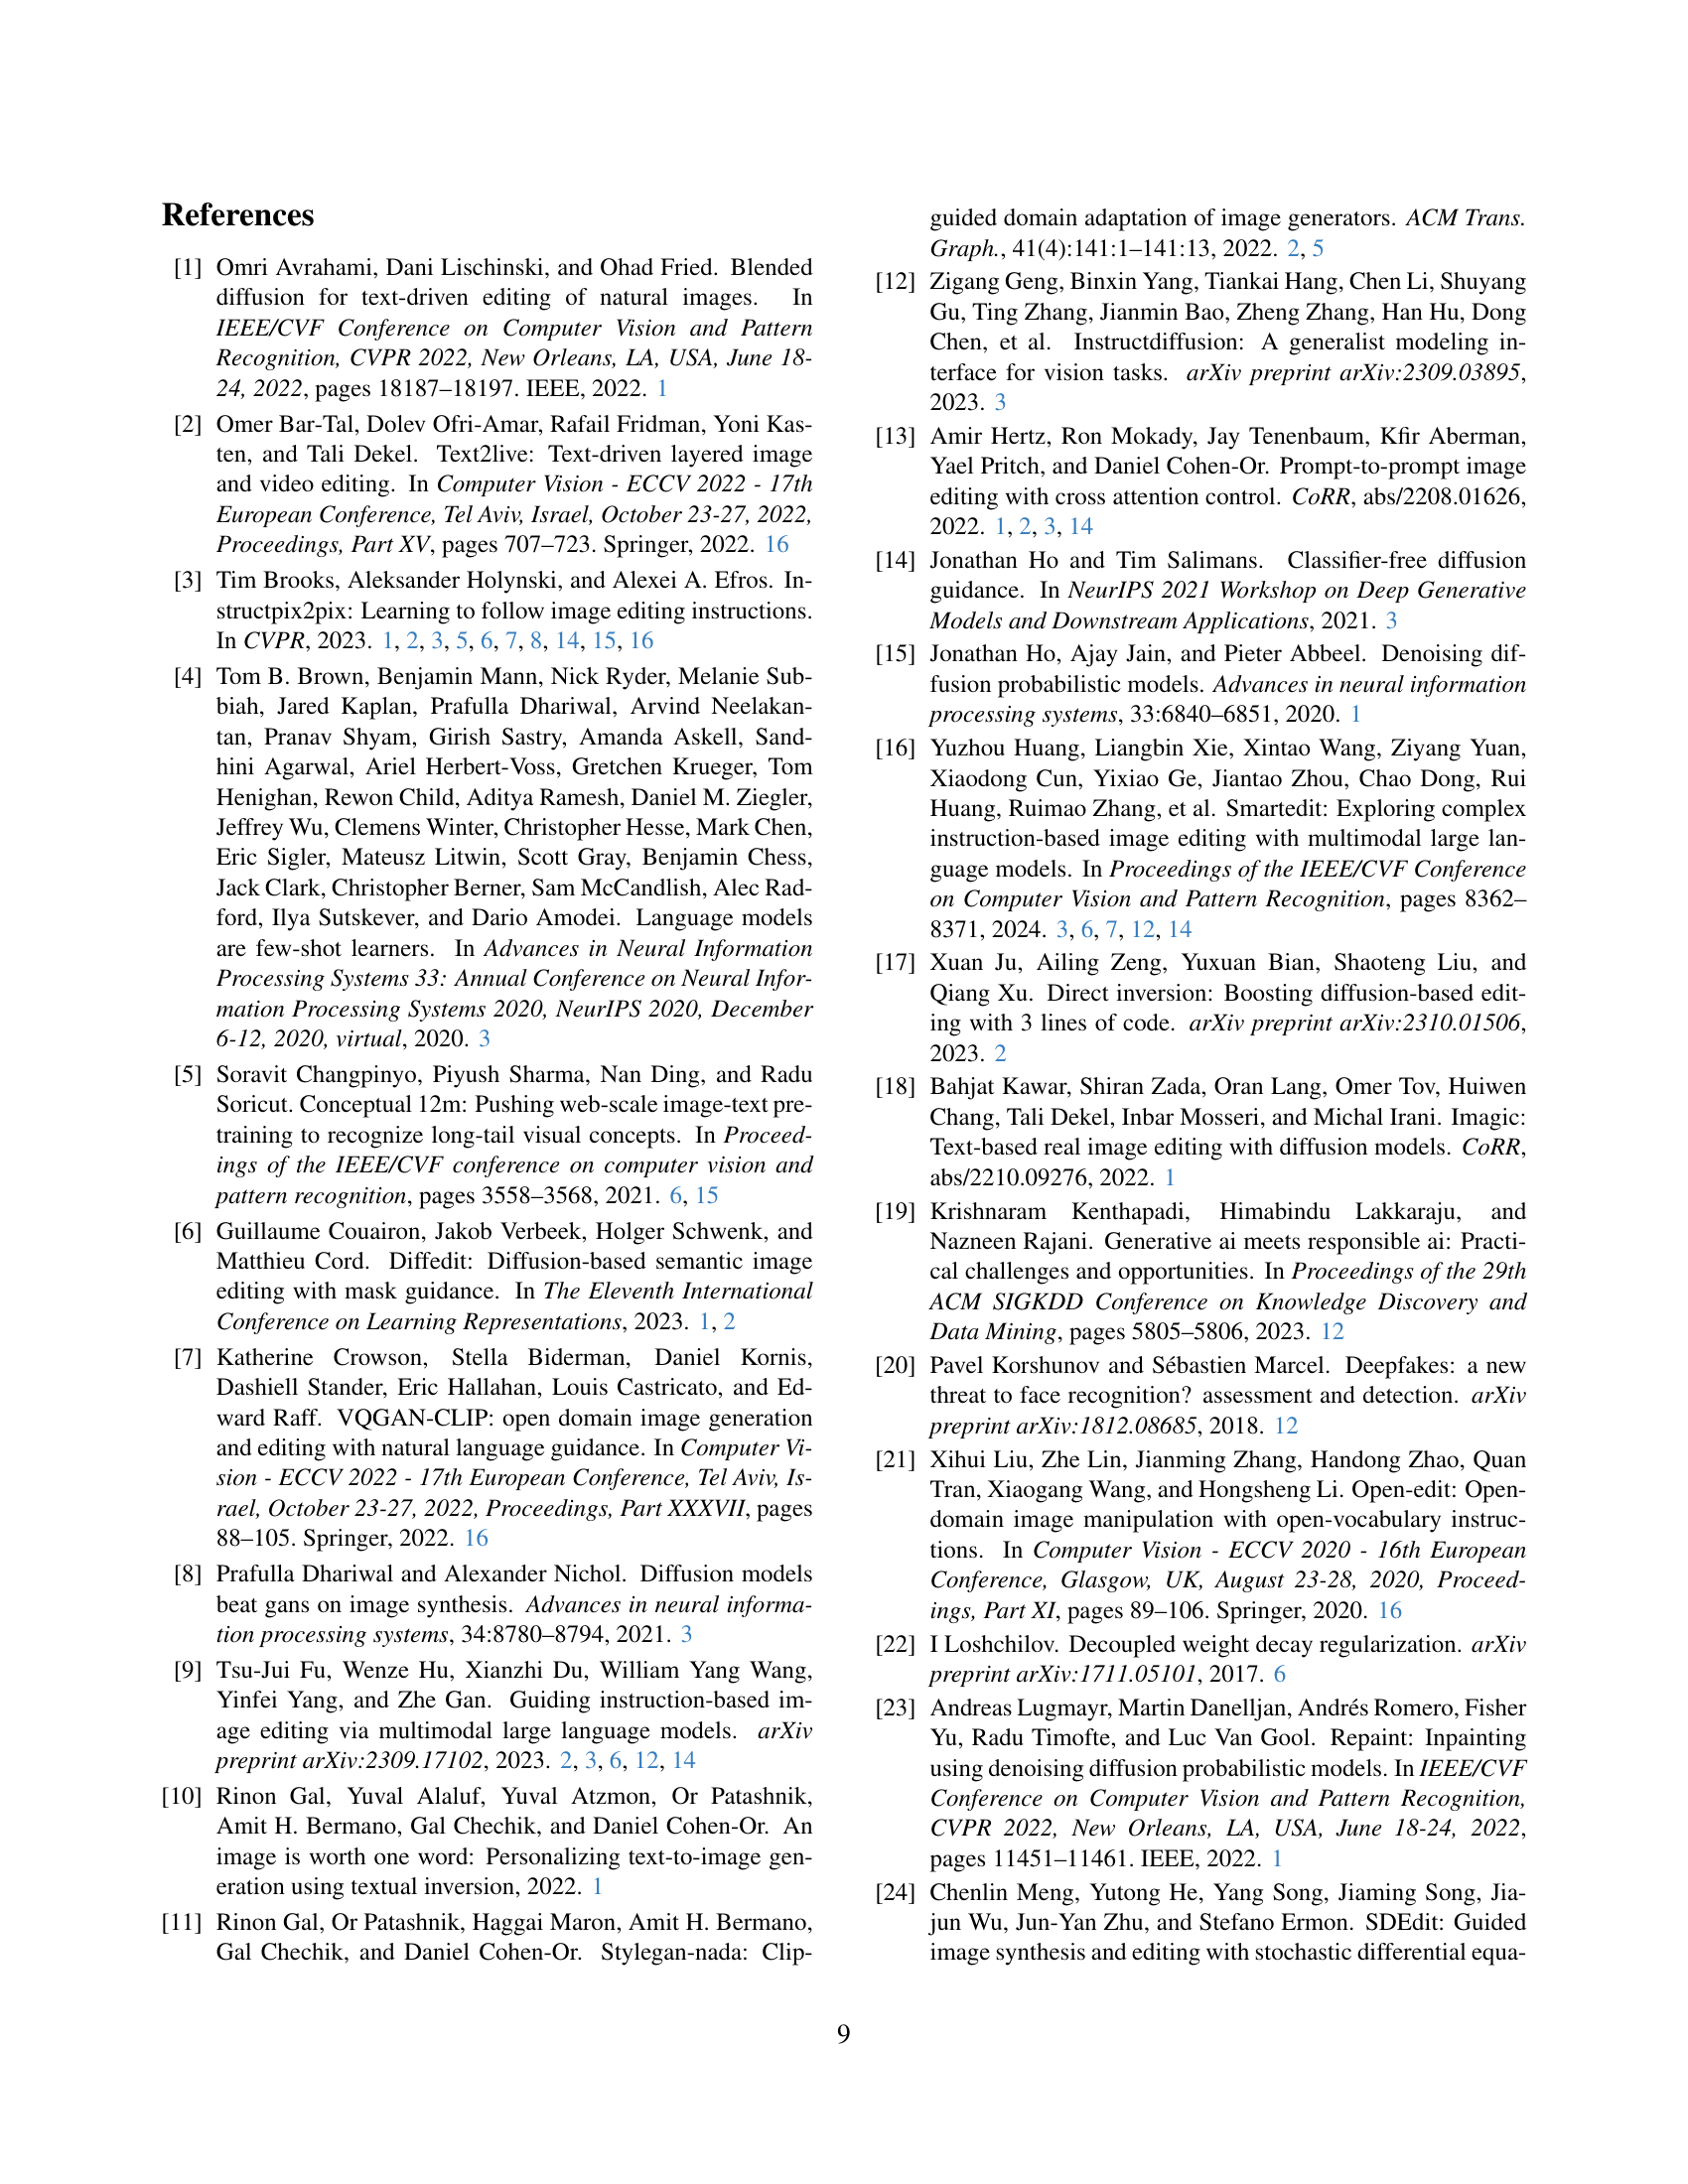 References
[1] Omri Avrahami, Dani Lischinski, and Ohad Fried. Blended
diffusion for text-driven editing of natural images. In
IEEE/CVF Conference on Computer Vision and Pattern
Recognition, CVPR 2022, New Orleans, LA, USA, June 18-
24, 2022, pages 18187–18197. IEEE, 2022. 1
[2] Omer Bar-Tal, Dolev Ofri-Amar, Rafail Fridman, Yoni Kas-
ten, and Tali Dekel. Text2live: Text-driven layered image
and video editing. In Computer Vision - ECCV 2022 - 17th
European Conference, Tel Aviv, Israel, October 23-27, 2022,
Proceedings, Part XV, pages 707–723. Springer, 2022. 16
[3] Tim Brooks, Aleksander Holynski, and Alexei A. Efros. In-
structpix2pix: Learning to follow image editing instructions.
In CVPR, 2023. 1, 2, 3, 5, 6, 7, 8, 14, 15, 16
[4] Tom B. Brown, Benjamin Mann, Nick Ryder, Melanie Sub-
biah, Jared Kaplan, Prafulla Dhariwal, Arvind Neelakan-
tan, Pranav Shyam, Girish Sastry, Amanda Askell, Sand-
hini Agarwal, Ariel Herbert-Voss, Gretchen Krueger, Tom
Henighan, Rewon Child, Aditya Ramesh, Daniel M. Ziegler,
Jeffrey Wu, Clemens Winter, Christopher Hesse, Mark Chen,
Eric Sigler, Mateusz Litwin, Scott Gray, Benjamin Chess,
Jack Clark, Christopher Berner, Sam McCandlish, Alec Rad-
ford, Ilya Sutskever, and Dario Amodei. Language models
are few-shot learners. In Advances in Neural Information
Processing Systems 33: Annual Conference on Neural Infor-
mation Processing Systems 2020, NeurIPS 2020, December
6-12, 2020, virtual, 2020. 3
[5] Soravit Changpinyo, Piyush Sharma, Nan Ding, and Radu
Soricut. Conceptual 12m: Pushing web-scale image-text pre-
training to recognize long-tail visual concepts. In Proceed-
ings of the IEEE/CVF conference on computer vision and
pattern recognition, pages 3558–3568, 2021. 6, 15
[6] Guillaume Couairon, Jakob Verbeek, Holger Schwenk, and
Matthieu Cord. Diffedit: Diffusion-based semantic image
editing with mask guidance. In The Eleventh International
Conference on Learning Representations, 2023. 1, 2
[7] Katherine Crowson, Stella Biderman, Daniel Kornis,
Dashiell Stander, Eric Hallahan, Louis Castricato, and Ed-
ward Raff. VQGAN-CLIP: open domain image generation
and editing with natural language guidance. In Computer Vi-
sion - ECCV 2022 - 17th European Conference, Tel Aviv, Is-
rael, October 23-27, 2022, Proceedings, Part XXXVII, pages
88–105. Springer, 2022. 16
[8] Prafulla Dhariwal and Alexander Nichol. Diffusion models
beat gans on image synthesis. Advances in neural informa-
tion processing systems, 34:8780–8794, 2021. 3
[9] Tsu-Jui Fu, Wenze Hu, Xianzhi Du, William Yang Wang,
Yinfei Yang, and Zhe Gan. Guiding instruction-based im-
age editing via multimodal large language models. arXiv
preprint arXiv:2309.17102, 2023. 2, 3, 6, 12, 14
[10] Rinon Gal, Yuval Alaluf, Yuval Atzmon, Or Patashnik,
Amit H. Bermano, Gal Chechik, and Daniel Cohen-Or. An
image is worth one word: Personalizing text-to-image gen-
eration using textual inversion, 2022. 1
[11] Rinon Gal, Or Patashnik, Haggai Maron, Amit H. Bermano,
Gal Chechik, and Daniel Cohen-Or. Stylegan-nada: Clip-
guided domain adaptation of image generators. ACM Trans.
Graph., 41(4):141:1–141:13, 2022. 2, 5
[12] Zigang Geng, Binxin Yang, Tiankai Hang, Chen Li, Shuyang
Gu, Ting Zhang, Jianmin Bao, Zheng Zhang, Han Hu, Dong
Chen, et al. Instructdiffusion: A generalist modeling in-
terface for vision tasks. arXiv preprint arXiv:2309.03895,
2023. 3
[13] Amir Hertz, Ron Mokady, Jay Tenenbaum, Kfir Aberman,
Yael Pritch, and Daniel Cohen-Or. Prompt-to-prompt image
editing with cross attention control. CoRR, abs/2208.01626,
2022. 1, 2, 3, 14
[14] Jonathan Ho and Tim Salimans. Classifier-free diffusion
guidance. In NeurIPS 2021 Workshop on Deep Generative
Models and Downstream Applications, 2021. 3
[15] Jonathan Ho, Ajay Jain, and Pieter Abbeel. Denoising dif-
fusion probabilistic models. Advances in neural information
processing systems, 33:6840–6851, 2020. 1
[16] Yuzhou Huang, Liangbin Xie, Xintao Wang, Ziyang Yuan,
Xiaodong Cun, Yixiao Ge, Jiantao Zhou, Chao Dong, Rui
Huang, Ruimao Zhang, et al. Smartedit: Exploring complex
instruction-based image editing with multimodal large lan-
guage models. In Proceedings of the IEEE/CVF Conference
on Computer Vision and Pattern Recognition, pages 8362–
8371, 2024. 3, 6, 7, 12, 14
[17] Xuan Ju, Ailing Zeng, Yuxuan Bian, Shaoteng Liu, and
Qiang Xu. Direct inversion: Boosting diffusion-based edit-
ing with 3 lines of code. arXiv preprint arXiv:2310.01506,
2023. 2
[18] Bahjat Kawar, Shiran Zada, Oran Lang, Omer Tov, Huiwen
Chang, Tali Dekel, Inbar Mosseri, and Michal Irani. Imagic:
Text-based real image editing with diffusion models. CoRR,
abs/2210.09276, 2022. 1
[19] Krishnaram Kenthapadi, Himabindu Lakkaraju, and
Nazneen Rajani. Generative ai meets responsible ai: Practi-
cal challenges and opportunities. In Proceedings of the 29th
ACM SIGKDD Conference on Knowledge Discovery and
Data Mining, pages 5805–5806, 2023. 12
[20] Pavel Korshunov and Sébastien Marcel. Deepfakes: a new
threat to face recognition? assessment and detection. arXiv
preprint arXiv:1812.08685, 2018. 12
[21] Xihui Liu, Zhe Lin, Jianming Zhang, Handong Zhao, Quan
Tran, Xiaogang Wang, and Hongsheng Li. Open-edit: Open-
domain image manipulation with open-vocabulary instruc-
tions. In Computer Vision - ECCV 2020 - 16th European
Conference, Glasgow, UK, August 23-28, 2020, Proceed-
ings, Part XI, pages 89–106. Springer, 2020. 16
[22] I Loshchilov. Decoupled weight decay regularization. arXiv
preprint arXiv:1711.05101, 2017. 6
[23] Andreas Lugmayr, Martin Danelljan, Andrés Romero, Fisher
Yu, Radu Timofte, and Luc Van Gool. Repaint: Inpainting
using denoising diffusion probabilistic models. In IEEE/CVF
Conference on Computer Vision and Pattern Recognition,
CVPR 2022, New Orleans, LA, USA, June 18-24, 2022,
pages 11451–11461. IEEE, 2022. 1
[24] Chenlin Meng, Yutong He, Yang Song, Jiaming Song, Jia-
jun Wu, Jun-Yan Zhu, and Stefano Ermon. SDEdit: Guided
image synthesis and editing with stochastic differential equa-
9